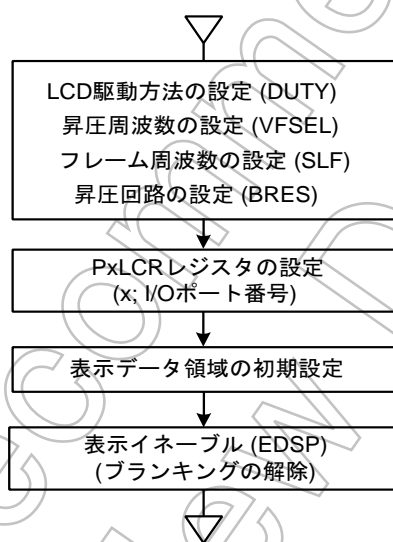 LCD駆動方法の設定 (DUTY)
昇圧周波数の設定 (VFSEL)
フレーム周波数の設定 (SLF)
昇圧回路の設定 (BRES)
PxLCRレジスタの設定
(x; I/Oポート番号)
表示データ領域の初期設定
表示イネーブル (EDSP)
(ブランキングの解除)